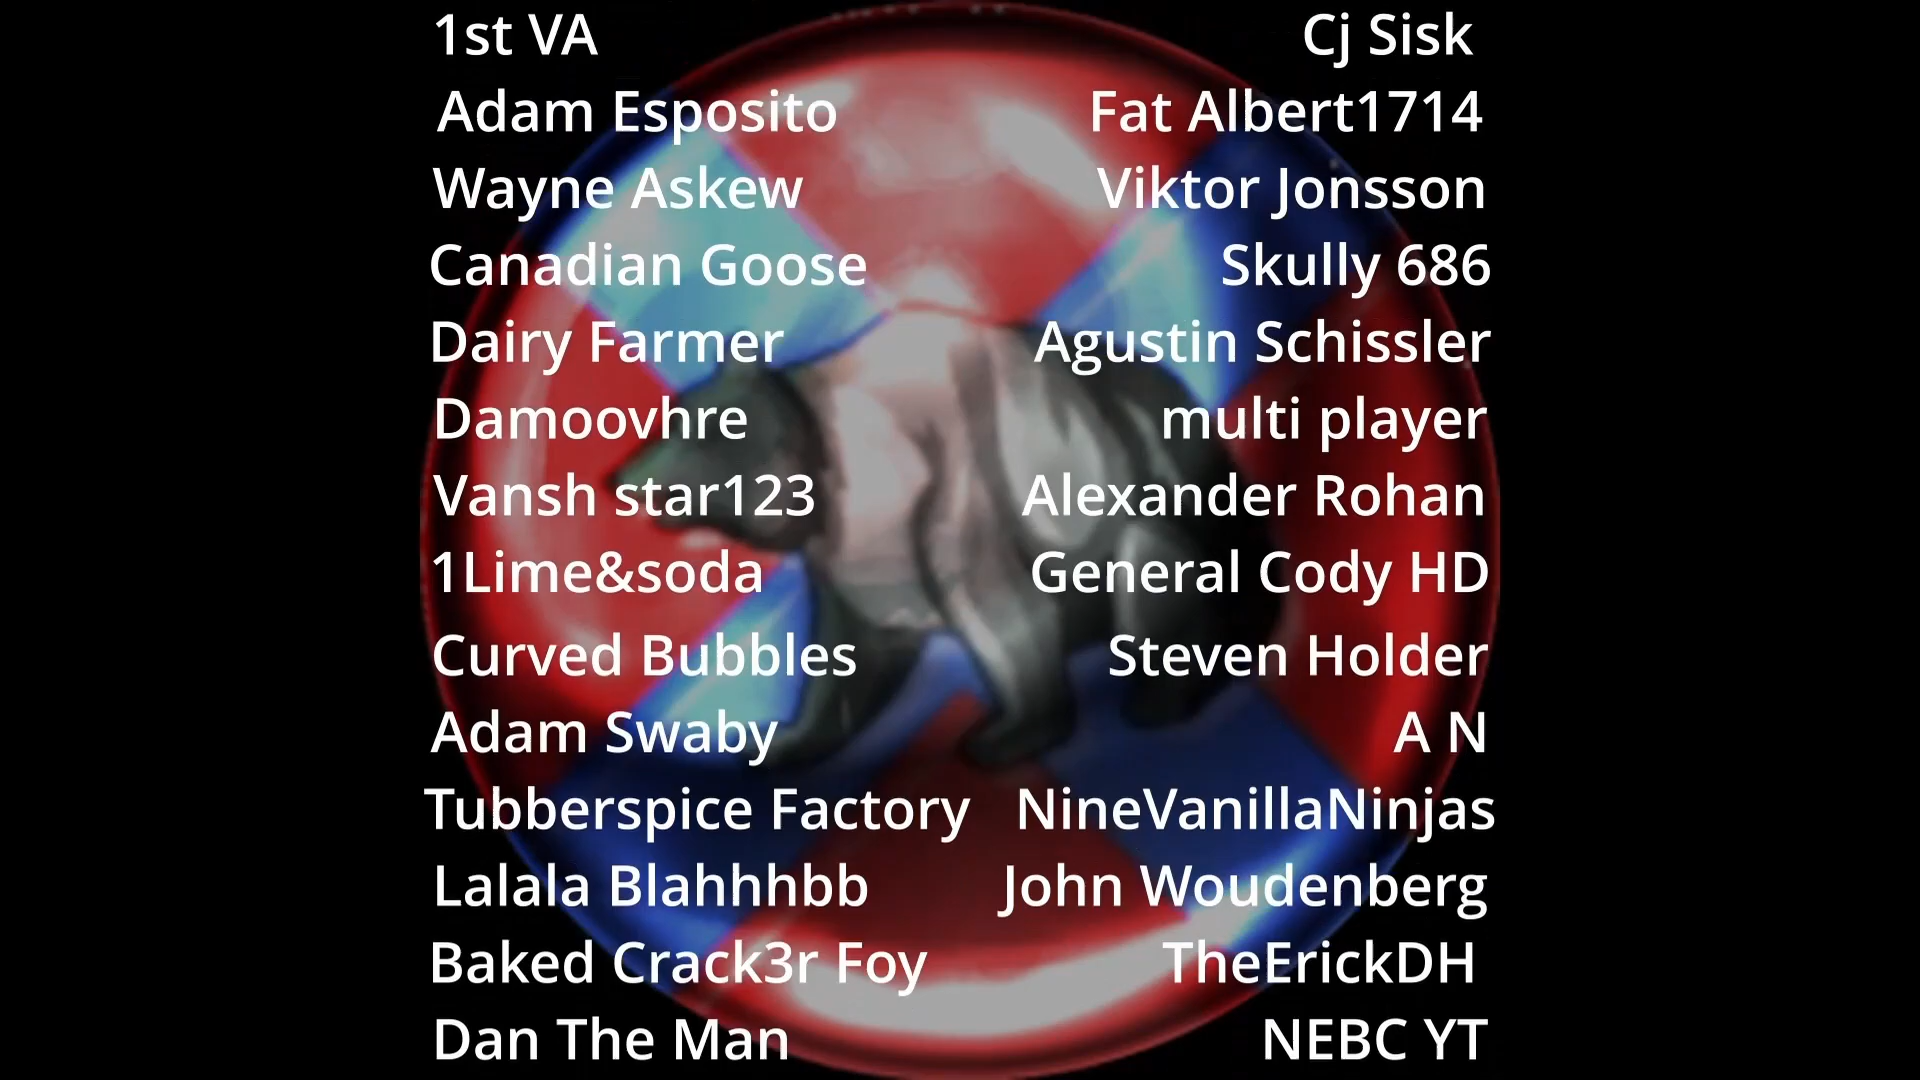 1st VA
Cj Sisk
Adam Esposito
Fat Albert1714
Wayne Askew
Viktor Jonsson
Canadian Goose
Skully 686
Dairy Farmer
Agustin Schissler
Damoovhre
multi player
Vansh star123
Alexander Rohan
1Lime&soda
General Cody HD
Curved Bubbles
Steven Holder
Adam Swaby
A N
Tubberspice Factory
NineVanillaNinjas
Lalala Blahhhbb
John Woudenberg
Baked Crack3r Foy
TheErickDH
Dan The Man
NEBC YT